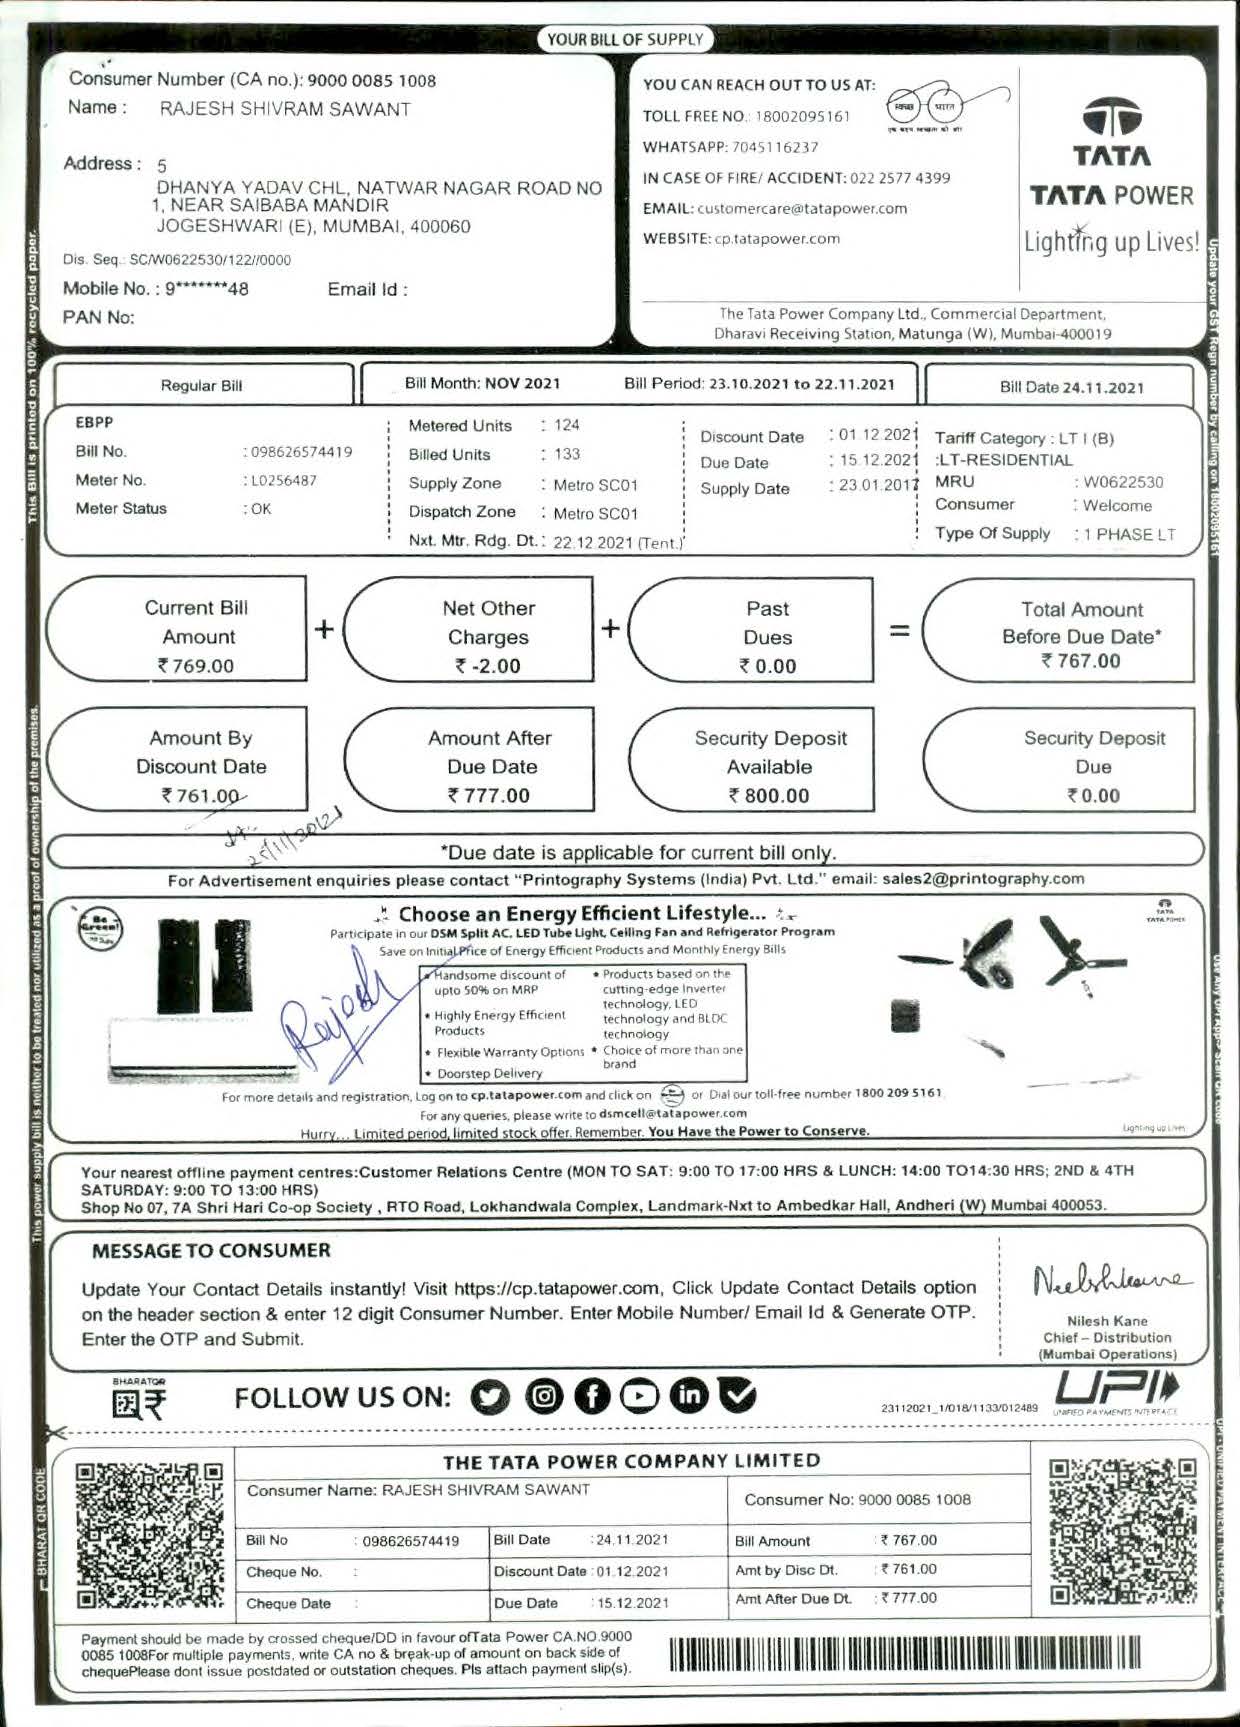 YOUR BILL OF SUPPLY
Consumer Number (CA no.): 9000 0085 1008
Name : RAJESH SHIVRAM SAWANT
Address : 5
DHANYA YADAV CHL, NATWAR NAGAR ROAD NO
1, NEAR SAIBABA MANDIR
JOGESHWARI (E), MUMBAI, 400060
Dis. Seq.: SC/W0622530/122//0000
Mobile No. : 9*******48 Email Id :
PAN No:
YOU CAN REACH OUT TO US AT:
TOLL FREE NO.: 18002095161
WHATSAPP: 7045116237
IN CASE OF FIRE/ ACCIDENT: 022 2577 4399
EMAIL: customercare@tatapower.com
WEBSITE: cp.tatapower.com
स्वच्छ भारत
एक कदम स्वच्छता की ओर
TATA
TATA POWER
Lighting up Lives!
The Tata Power Company Ltd., Commercial Department,
Dharavi Receiving Station, Matunga (W), Mumbai-400019
This Bill is printed on 100% recycled paper.
Update your GST Regn number by calling on 18002095161
Regular Bill
Bill Month: NOV 2021 Bill Period: 23.10.2021 to 22.11.2021
Bill Date 24.11.2021
EBPP
Bill No. : 098626574419
Meter No. : L0256487
Meter Status : OK
Metered Units : 124
Billed Units : 133
Supply Zone : Metro SC01
Dispatch Zone : Metro SC01
Nxt. Mtr. Rdg. Dt. : 22.12.2021 (Tent.)
Discount Date : 01.12.2021
Due Date : 15.12.2021
Supply Date : 23.01.2017
Tariff Category : LT I (B)
:LT-RESIDENTIAL
MRU : W0622530
Consumer : Welcome
Type Of Supply : 1 PHASE LT
Current Bill
Amount
₹ 769.00
+
Net Other
Charges
₹ -2.00
+
Past
Dues
₹ 0.00
=
Total Amount
Before Due Date*
₹ 767.00
Amount By
Discount Date
₹ 761.00
Amount After
Due Date
₹ 777.00
Security Deposit
Available
₹ 800.00
Security Deposit
Due
₹ 0.00
25/11/2021
*Due date is applicable for current bill only.
This power supply bill is neither to be treated nor utilized as a proof of ownership of the premises.
For Advertisement enquiries please contact "Printography Systems (India) Pvt. Ltd." email: sales2@printography.com
Be
Green!
Choose an Energy Efficient Lifestyle...
Participate in our DSM Split AC, LED Tube Light, Ceiling Fan and Refrigerator Program
Save on Initial Price of Energy Efficient Products and Monthly Energy Bills
TATA
TATA POWER
Handsome discount of
upto 50% on MRP
Highly Energy Efficient
Products
Flexible Warranty Options
Doorstep Delivery
Products based on the
cutting-edge Inverter
technology, LED
technology and BLDC
technology
Choice of more than one
brand
Rajesh
For more details and registration, Log on to cp.tatapower.com and click on or Dial our toll-free number 1800 209 5161
For any queries, please write to dsmcell@tatapower.com
Hurry... Limited period, limited stock offer. Remember. You Have the Power to Conserve.
Lighting up Lives
Your nearest offline payment centres:Customer Relations Centre (MON TO SAT: 9:00 TO 17:00 HRS & LUNCH: 14:00 TO14:30 HRS; 2ND & 4TH
SATURDAY: 9:00 TO 13:00 HRS)
Shop No 07, 7A Shri Hari Co-op Society , RTO Road, Lokhandwala Complex, Landmark-Nxt to Ambedkar Hall, Andheri (W) Mumbai 400053.
MESSAGE TO CONSUMER
Update Your Contact Details instantly! Visit https://cp.tatapower.com, Click Update Contact Details option
on the header section & enter 12 digit Consumer Number. Enter Mobile Number/ Email Id & Generate OTP.
Enter the OTP and Submit.
Nilesh Kane
Chief – Distribution
(Mumbai Operations)
BHARATQR
FOLLOW US ON:
23112021_1/018/1133/012489
UPI
UNIFIED PAYMENTS INTERFACE
BHARAT QR CODE
THE TATA POWER COMPANY LIMITED
Consumer Name: RAJESH SHIVRAM SAWANT
Consumer No: 9000 0085 1008
Bill No : 098626574419 Bill Date : 24.11.2021 Bill Amount : ₹ 767.00
Cheque No. : Discount Date : 01.12.2021 Amt by Disc Dt. : ₹ 761.00
Cheque Date : Due Date : 15.12.2021 Amt After Due Dt. : ₹ 777.00
Payment should be made by crossed cheque/DD in favour ofTata Power CA.NO.9000
0085 1008For multiple payments, write CA no & break-up of amount on back side of
chequePlease dont issue postdated or outstation cheques. Pls attach payment slip(s).